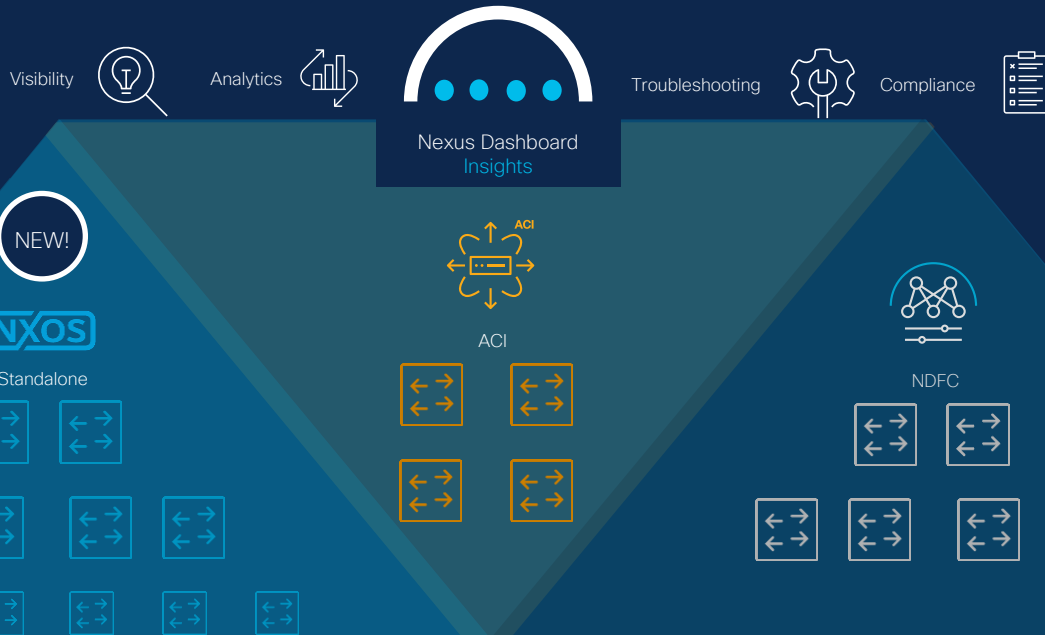 Visibility
Analytics
Troubleshooting
Compliance
Nexus Dashboard
Insights
NEW!
ACI
ACI
NXOS
Standalone
NDFC